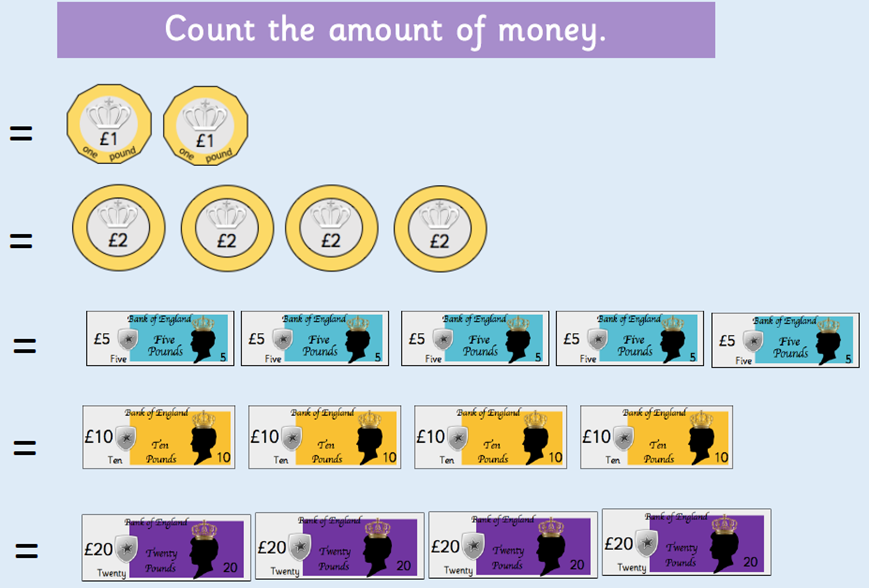 Count the amount of money.
= £1 £1
one pound one pound
= £2 £2 £2 £2
Bank of England Bank of England Bank of England Bank of England Bank of England
= £5 Five £5 Five £5 Five £5 Five £5 Five
Pounds Pounds Pounds Pounds Pounds
Five 5 Five 5 Five 5 Five 5 Five 5
Bank of England Bank of England Bank of England Bank of England
= £10 Ten £10 Ten £10 Ten £10 Ten
Ten Pounds 10 Ten Pounds 10 Ten Pounds 10 Ten Pounds 10
Bank of England Bank of England Bank of England Bank of England
= £20 Twenty £20 Twenty £20 Twenty £20 Twenty
Twenty Pounds 20 Twenty Pounds 20 Twenty Pounds 20 Twenty Pounds 20